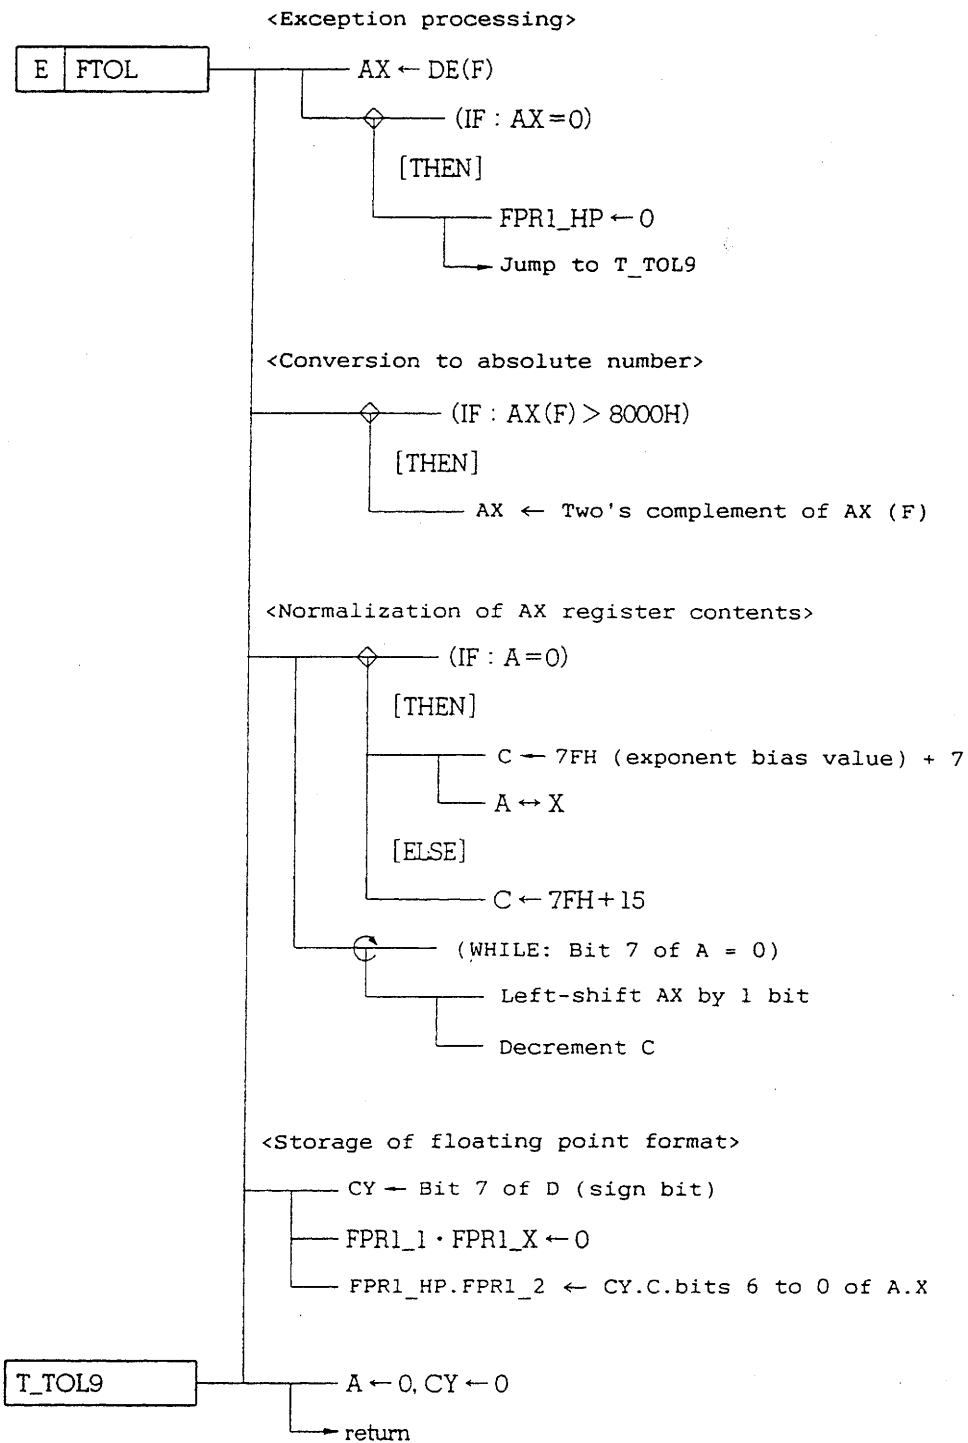 <Exception processing>
E FTOL AX ← DE(F)
(IF : AX=0)
[THEN]
FPR1_HP ← 0
Jump to T_TOL9
<Conversion to absolute number>
(IF : AX(F) > 8000H)
[THEN]
AX ← Two's complement of AX (F)
<Normalization of AX register contents>
(IF : A=0)
[THEN]
C ← 7FH (exponent bias value) + 7
A ↔ X
[ELSE]
C ← 7FH+15
(WHILE: Bit 7 of A = 0)
Left-shift AX by 1 bit
Decrement C
<Storage of floating point format>
CY ← Bit 7 of D (sign bit)
FPR1_1 · FPR1_X ← 0
FPR1_HP.FPR1_2 ← CY.C.bits 6 to 0 of A.X
T_TOL9 A ← 0, CY ← 0
return